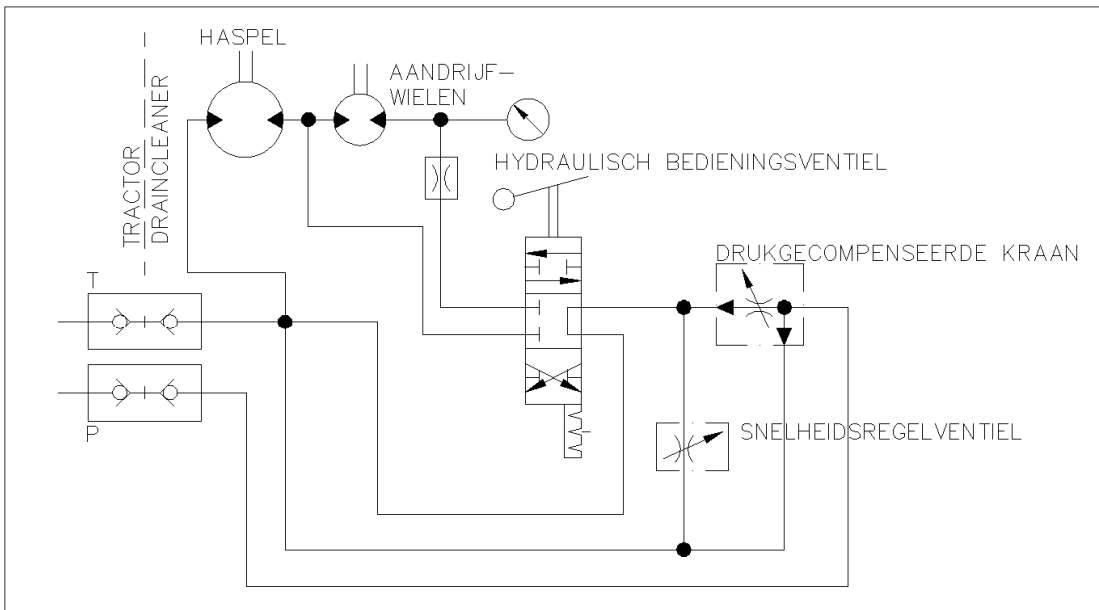 HASPEL
TRACTOR
DRAINCLEANER
AANDRIJF-
WIELEN
HYDRAULISCH BEDIENINGSVENTIEL
DRUKGECOMPENSEERDE KRAAN
T
P
SNELHEIDSREGELVENTIEL